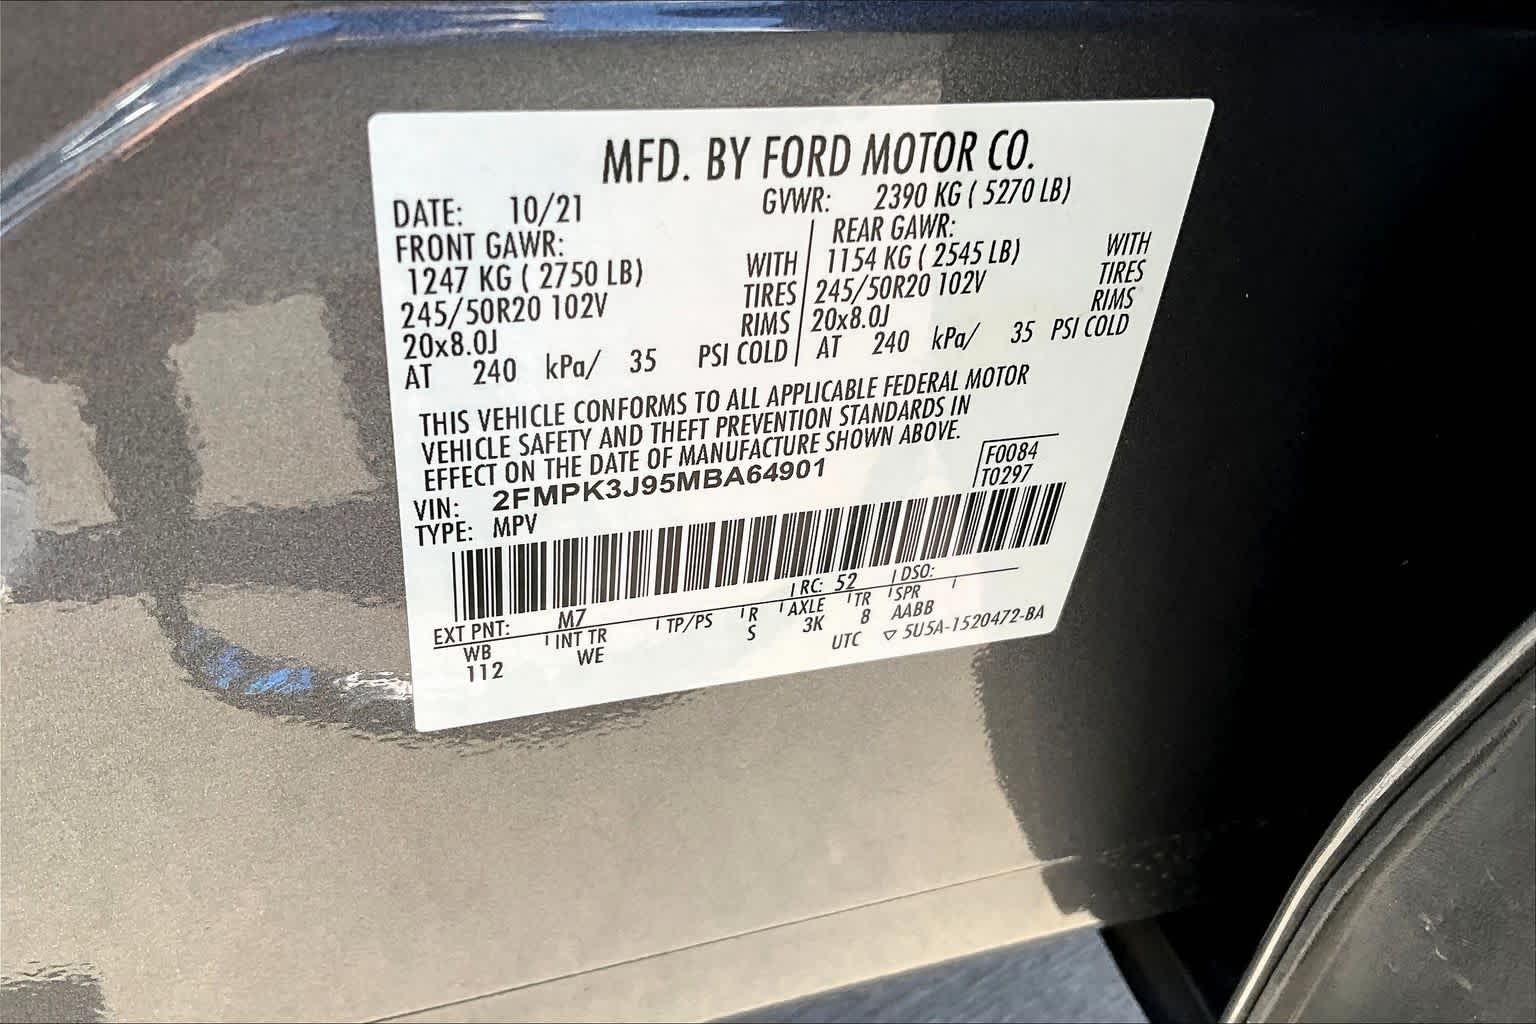 MFD. BY FORD MOTOR CO.
DATE: 10/21 GVWR: 2390 KG ( 5270 LB)
FRONT GAWR: REAR GAWR:
1247 KG ( 2750 LB) WITH 1154 KG ( 2545 LB) WITH
245/50R20 102V TIRES 245/50R20 102V TIRES
20x8.0J RIMS 20x8.0J RIMS
AT 240 kPa/ 35 PSI COLD AT 240 kPa/ 35 PSI COLD
THIS VEHICLE CONFORMS TO ALL APPLICABLE FEDERAL MOTOR
VEHICLE SAFETY AND THEFT PREVENTION STANDARDS IN
EFFECT ON THE DATE OF MANUFACTURE SHOWN ABOVE.
F0084
VIN: 2FMPK3J95MBA64901 T0297
TYPE: MPV
EXT PNT: M7 RC: 52 DSO:
WB INT TR TP/PS R AXLE TR SPR
112 WE S 3K 8 AABB
UTC ▽ 5U5A-1520472-BA